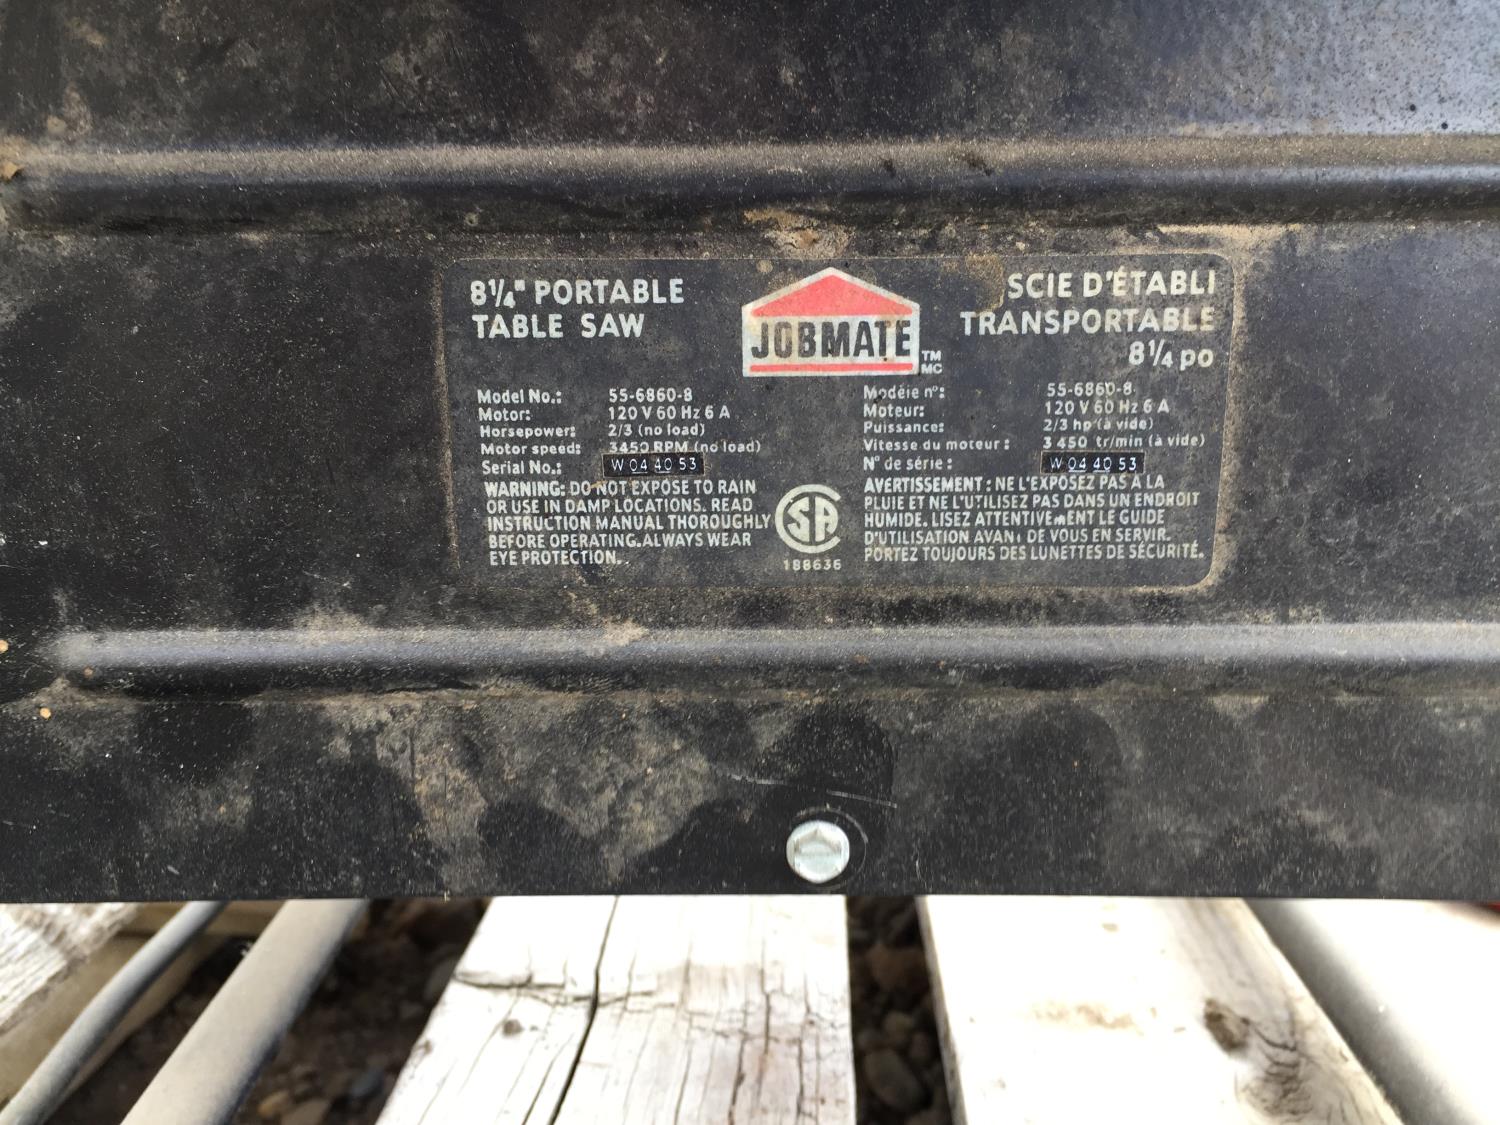 8 1/4" PORTABLE
TABLE SAW
Model No.: 55-6860-8
Motor: 120 V 60 Hz 6 A
Horsepower: 2/3 (no load)
Motor speed: 3450 RPM (no load)
Serial No.: W 04 40 53
WARNING: DO NOT EXPOSE TO RAIN
OR USE IN DAMP LOCATIONS. READ
INSTRUCTION MANUAL THOROUGHLY
BEFORE OPERATING. ALWAYS WEAR
EYE PROTECTION.
JOBMATE
TM
MC
CSA
188636
SCIE D'ÉTABLI
TRANSPORTABLE
8 1/4 po
Modèle n°: 55-6860-8
Moteur: 120 V 60 Hz 6 A
Puissance: 2/3 hp (à vide)
Vitesse du moteur : 3 450 tr/min (à vide)
N° de série : W 04 40 53
AVERTISSEMENT : NE L'EXPOSEZ PAS À LA
PLUIE ET NE L'UTILISEZ PAS DANS UN ENDROIT
HUMIDE. LISEZ ATTENTIVEMENT LE GUIDE
D'UTILISATION AVANT DE VOUS EN SERVIR.
PORTEZ TOUJOURS DES LUNETTES DE SÉCURITÉ.